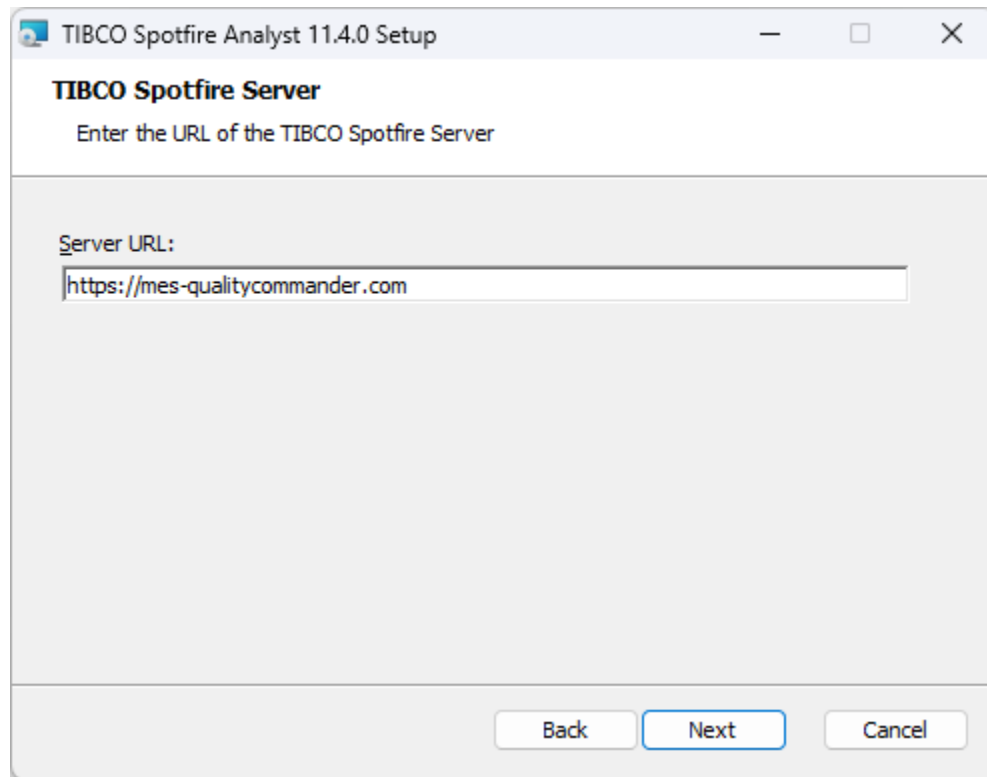 TIBCO Spotfire Analyst 11.4.0 Setup
TIBCO Spotfire Server
Enter the URL of the TIBCO Spotfire Server
Server URL:
https://mes-qualitycommander.com
Back Next Cancel